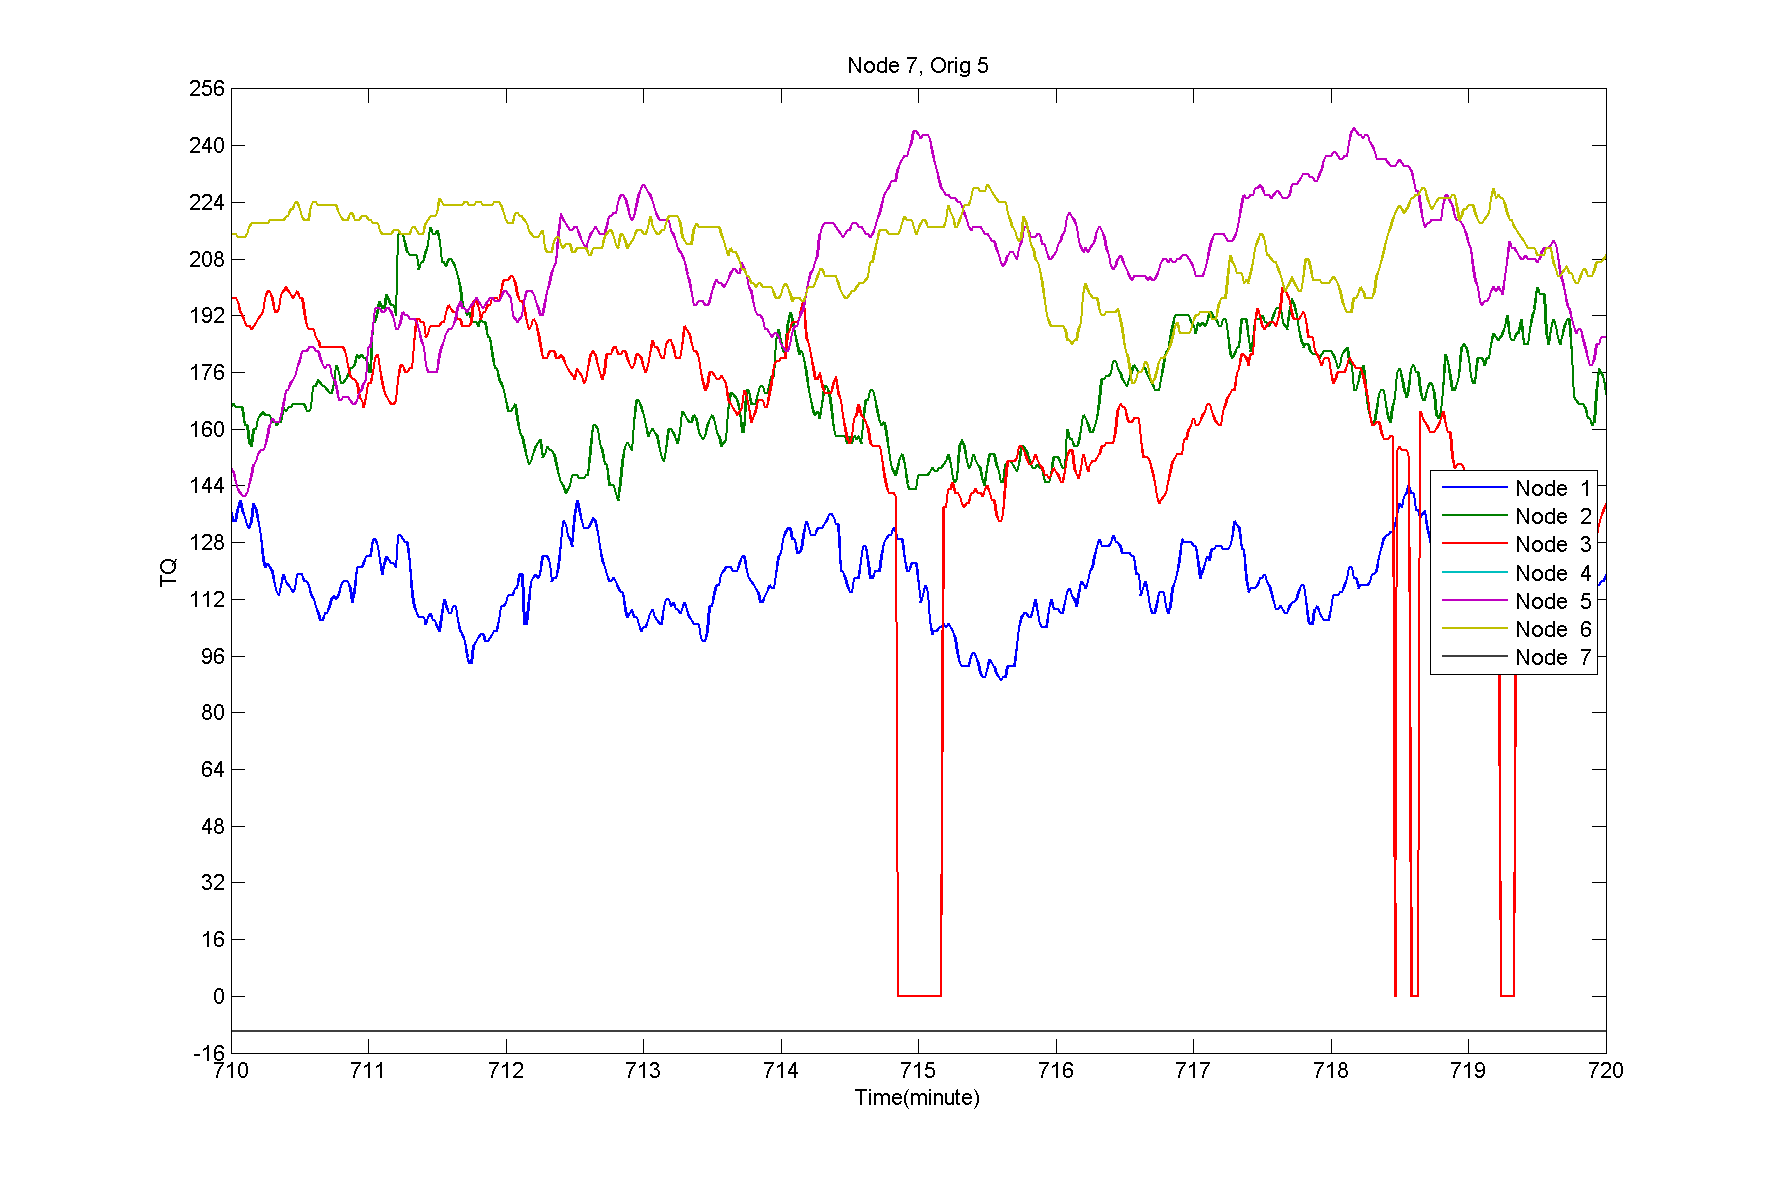 Node 7, Orig 5
256
240
224
208
192
176
160
144
128
112
96
80
64
48
32
16
0
-16
TQ
Node 1
Node 2
Node 3
Node 4
Node 5
Node 6
Node 7
710 711 712 713 714 715 716 717 718 719 720
Time(minute)